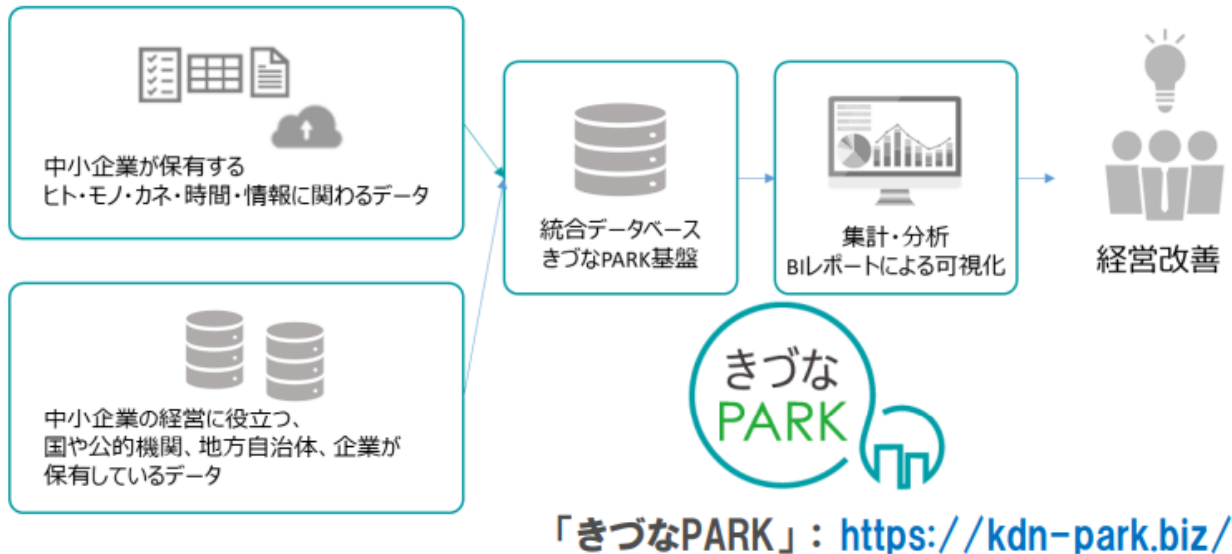 中小企業が保有する
ヒト・モノ・カネ・時間・情報に関わるデータ
中小企業の経営に役立つ、
国や公的機関、地方自治体、企業が
保有しているデータ
統合データベース
きづなPARK基盤
集計・分析
BIレポートによる可視化
経営改善
きづな
PARK
「きづなPARK」： https://kdn-park.biz/